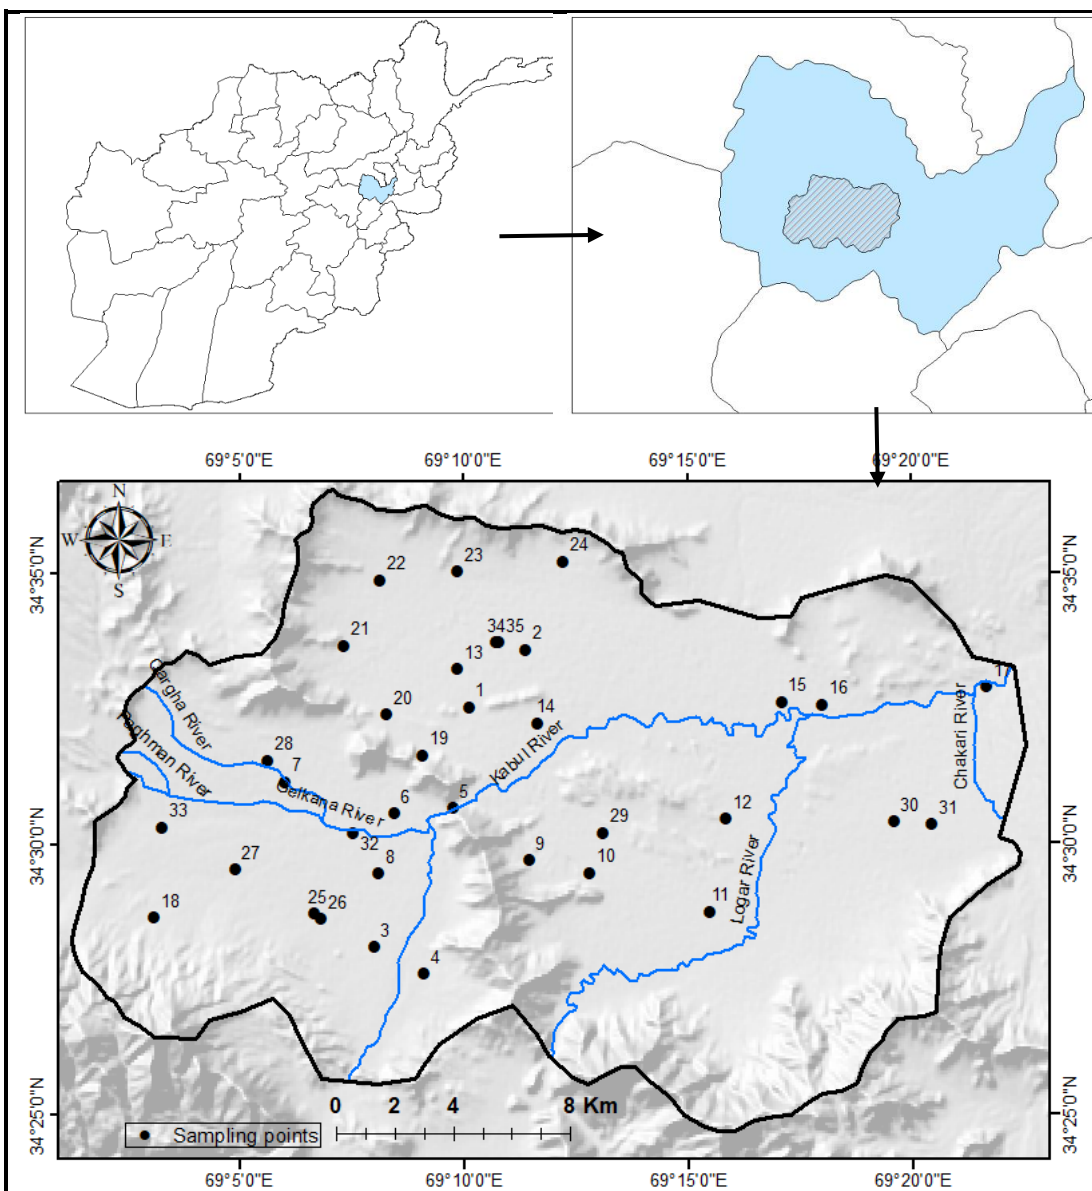 69°5'0"E 69°10'0"E 69°15'0"E 69°20'0"E
N
W E
S
34°35'0"N 34°35'0"N
24
23
22
3435 2
21
13
17
1
15 16
20
14
Qargha River
Paghman River
Kabul River
Chakari River
19
28
7
Celkana River
5
6
12
30 31
33
32
29
34°30'0"N 34°30'0"N
8
9
10
27
Logar River
25 26
11
18
3
4
0 2 4 8 Km
34°25'0"N 34°25'0"N
Sampling points
69°5'0"E 69°10'0"E 69°15'0"E 69°20'0"E